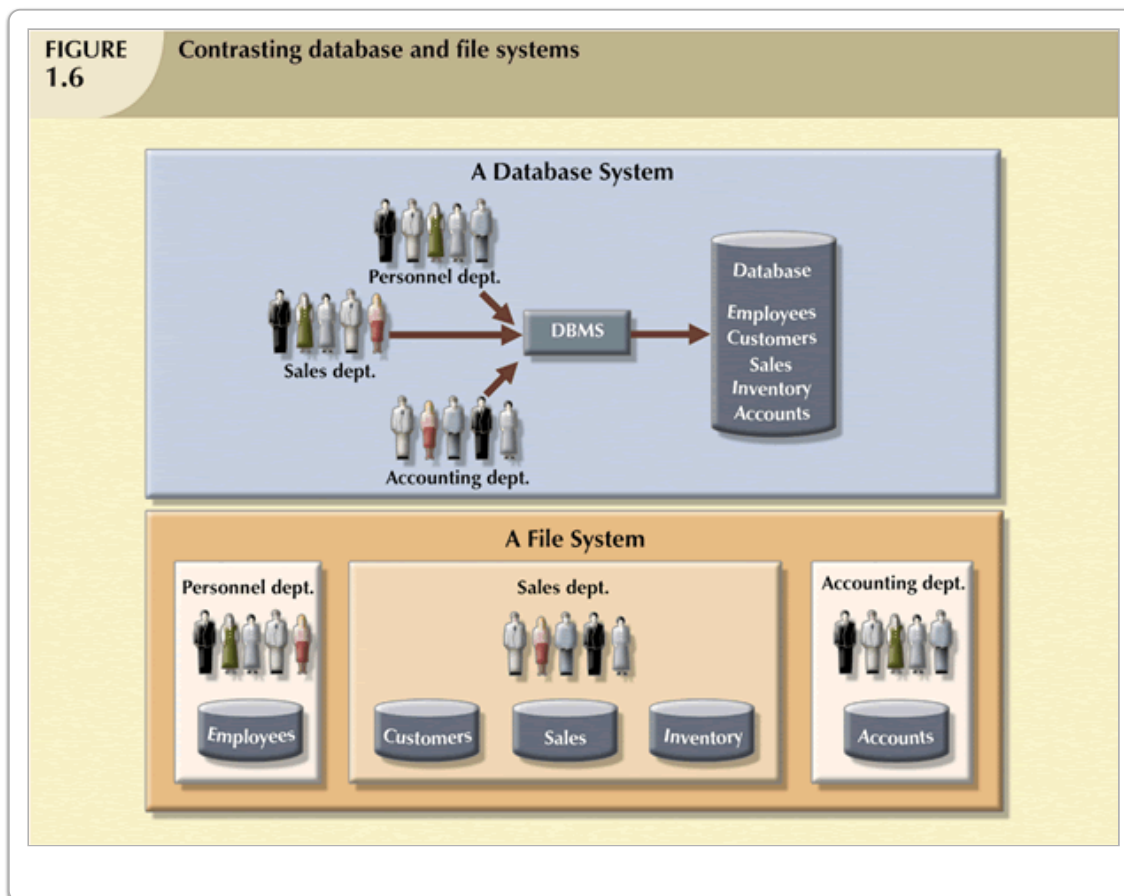 FIGURE
1.6
Contrasting database and file systems
A Database System
Personnel dept.
Sales dept.
Accounting dept.
DBMS
Database
Employees
Customers
Sales
Inventory
Accounts
A File System
Personnel dept.
Employees
Sales dept.
Customers
Sales
Inventory
Accounting dept.
Accounts